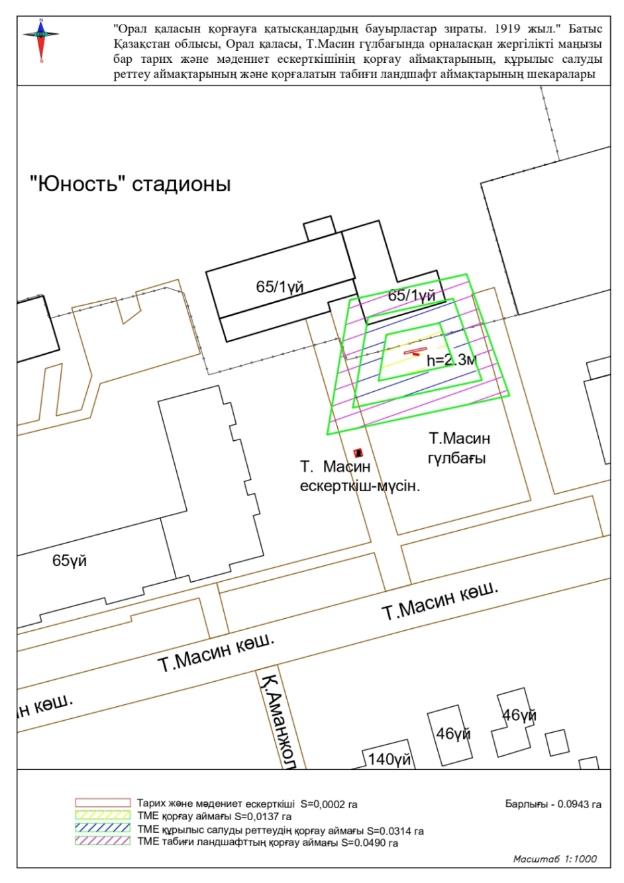 "Орал қаласын қорғауға қатысқандардың бауырластар зираты. 1919 жыл." Батыс
Қазақстан облысы, Орал қаласы, Т.Масин гүлбағында орналасқан жергілікті маңызы
бар тарих және мәдениет ескерткішінің қорғау аймақтарының, құрылыс салуды
реттеу аймақтарының және қорғалатын табиғи ландшафт аймақтарының шекаралары
"Юность" стадионы
65/1үй
65/1үй
h=2.3м
Т.Масин
гүлбағы
Т. Масин
ескерткіш-мүсін.
65үй
Т.Масин көш.
Т.Масин көш.
н көш.
Қ.Аманжол
46үй
46үй
140үй
Тарих және мәдениет ескерткіші S=0,0002 га
Барлығы - 0.0943 га
ТМЕ қорғау аймағы S=0,0137 га
ТМЕ құрылыс салуды реттеудің қорғау аймағы S=0.0314 га
ТМЕ табиғи ландшафттың қорғау аймағы S=0.0490 га
Масштаб 1:1000